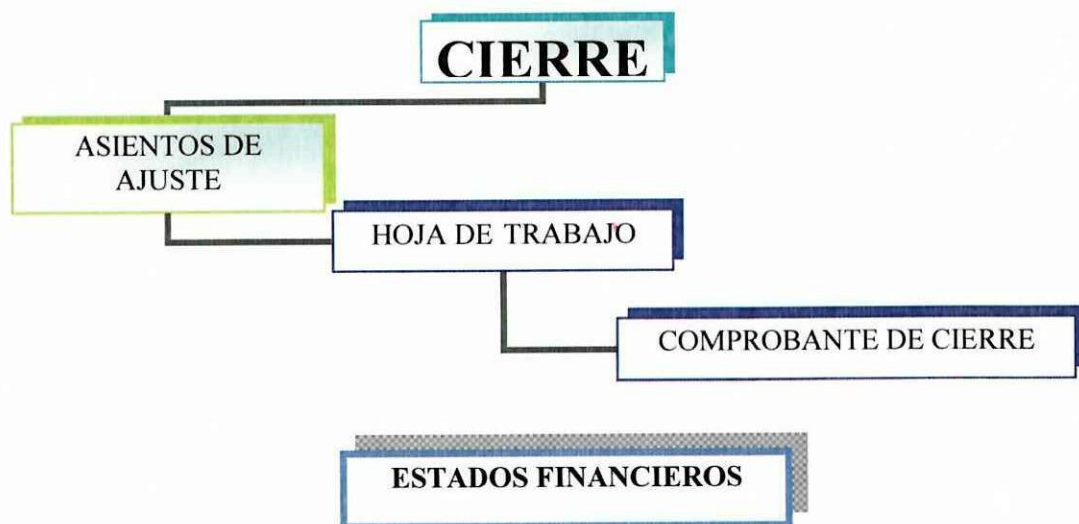 CIERRE
ASIENTOS DE
AJUSTE
HOJA DE TRABAJO
COMPROBANTE DE CIERRE
ESTADOS FINANCIEROS